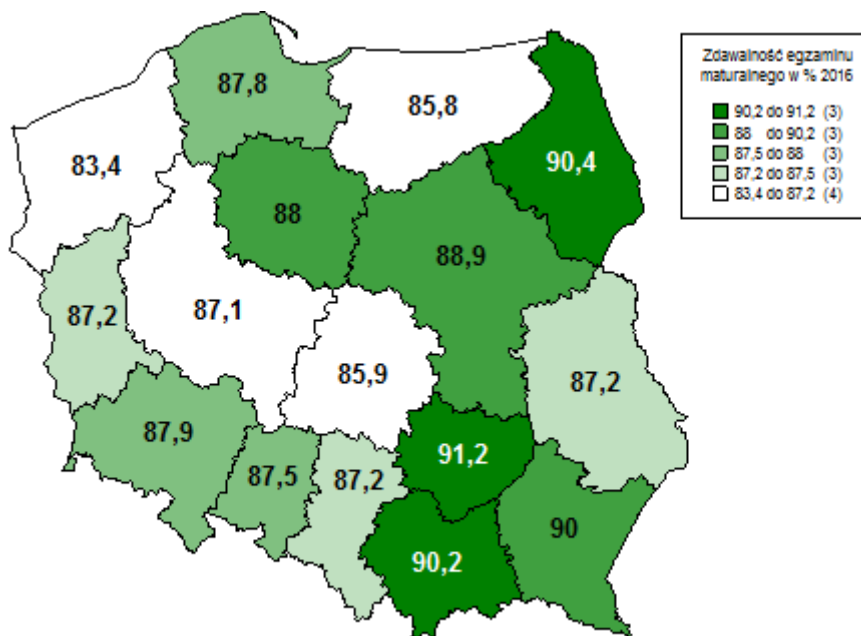 Zdawalność egzaminu
maturalnego w % 2016
90,2 do 91,2 (3)
88 do 90,2 (3)
87,5 do 88 (3)
87,2 do 87,5 (3)
83,4 do 87,2 (4)
87,8
85,8
83,4
90,4
88
88,9
87,2
87,1
85,9
87,2
87,9
91,2
87,5
87,2
90
90,2